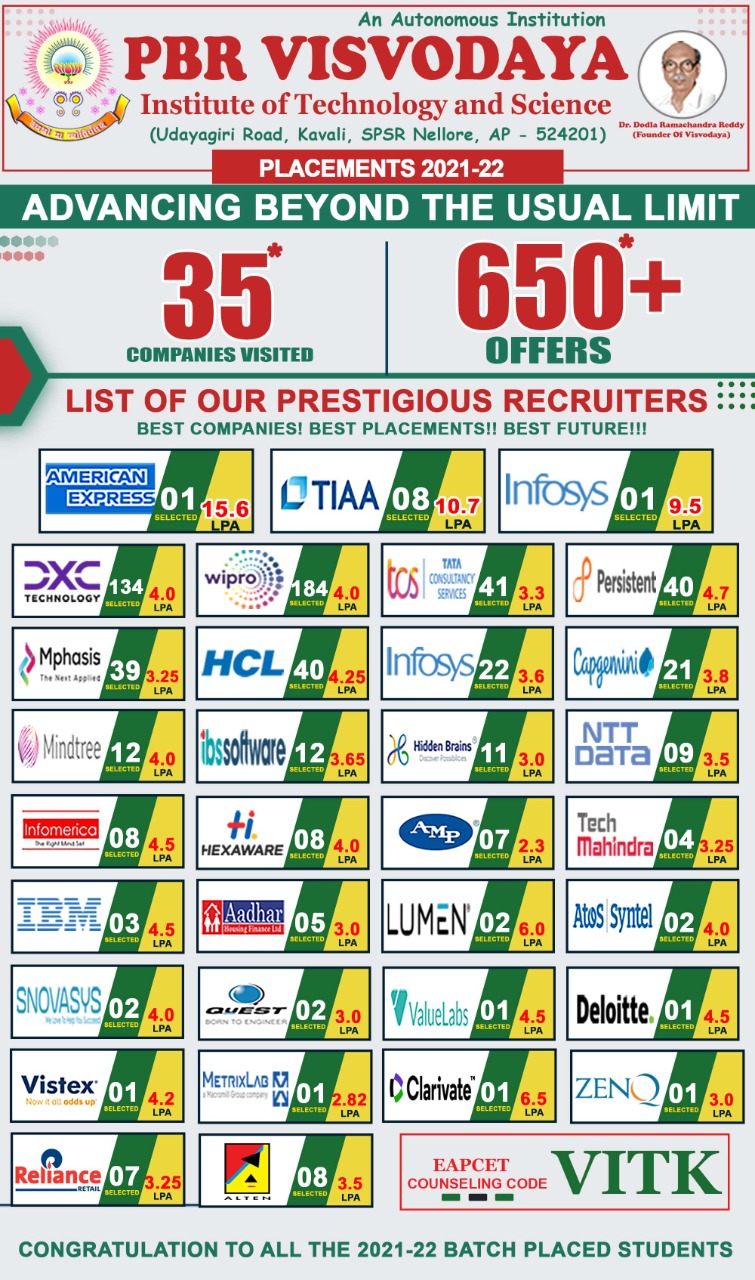 An Autonomous Institution
PBR VISVODAYA
Institute of Technology and Science
(Udayagiri Road, Kavali, SPSR Nellore, AP - 524201)
Dr. Dodla Ramachandra Reddy
(Founder Of Visvodaya)
PLACEMENTS 2021-22
ADVANCING BEYOND THE USUAL LIMIT
35*
COMPANIES VISITED
650*+
OFFERS
LIST OF OUR PRESTIGIOUS RECRUITERS
BEST COMPANIES! BEST PLACEMENTS!! BEST FUTURE!!!
AMERICAN EXPRESS 01 SELECTED 15.6 LPA
TIAA 08 SELECTED 10.7 LPA
Infosys 01 SELECTED 9.5 LPA
DXC TECHNOLOGY 134 SELECTED 4.0 LPA
wipro 184 SELECTED 4.0 LPA
tcs TATA CONSULTANCY SERVICES 41 SELECTED 3.3 LPA
Persistent 40 SELECTED 4.7 LPA
Mphasis The Next Applied 39 SELECTED 3.25 LPA
HCL 40 SELECTED 4.25 LPA
Infosys 22 SELECTED 3.6 LPA
Capgemini 21 SELECTED 3.8 LPA
Mindtree 12 SELECTED 4.0 LPA
ibssoftware 12 SELECTED 3.65 LPA
Hidden Brains Discover Possibilities 11 SELECTED 3.0 LPA
NTT DATA 09 SELECTED 3.5 LPA
Infomerica The Right Mind Set 08 SELECTED 4.5 LPA
HEXAWARE 08 SELECTED 4.0 LPA
AMP 07 SELECTED 2.3 LPA
Tech Mahindra 04 SELECTED 3.25 LPA
IBM 03 SELECTED 4.5 LPA
Aadhar Housing Finance Ltd 05 SELECTED 3.0 LPA
LUMEN 02 SELECTED 6.0 LPA
Atos Syntel 02 SELECTED 4.0 LPA
SNOVASYS We Love To Help You Succeed 02 SELECTED 4.0 LPA
QUEST BORN TO ENGINEER 02 SELECTED 3.0 LPA
ValueLabs 01 SELECTED 4.5 LPA
Deloitte. 01 SELECTED 4.5 LPA
Vistex Now it all adds up 01 SELECTED 4.2 LPA
METRIXLAB a Macromill Group company 01 SELECTED 2.82 LPA
Clarivate™ 01 SELECTED 6.5 LPA
ZENQ 01 SELECTED 3.0 LPA
Reliance RETAIL 07 SELECTED 3.25 LPA
ALTEN 08 SELECTED 3.5 LPA
EAPCET
COUNSELING CODE
VITK
CONGRATULATION TO ALL THE 2021-22 BATCH PLACED STUDENTS